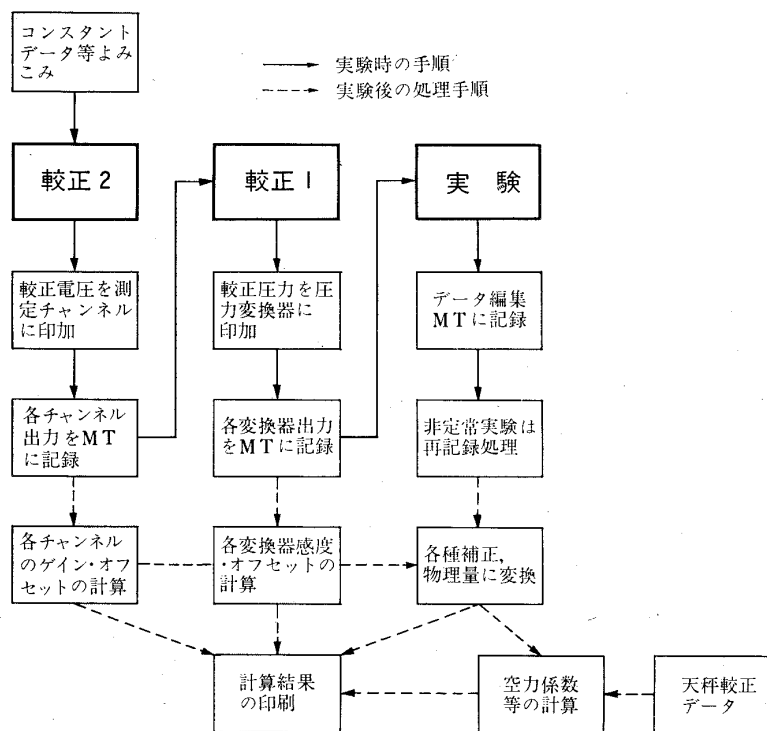 コンスタント
データ等よみ
こみ
実験時の手順
実験後の処理手順
較正2
較正1
実 験
較正電圧を測
定チャンネル
に印加
較正圧力を圧
力変換器に
印加
データ編集
MTに記録
各チャンネル
出力をMT
に記録
各変換器出力
をMTに記録
非定常実験は
再記録処理
各チャンネル
のゲイン・オフ
セットの計算
各変換器感度
・オフセットの
計算
各種補正,
物理量に変換
計算結果
の印刷
空力係数
等の計算
天秤較正
データ